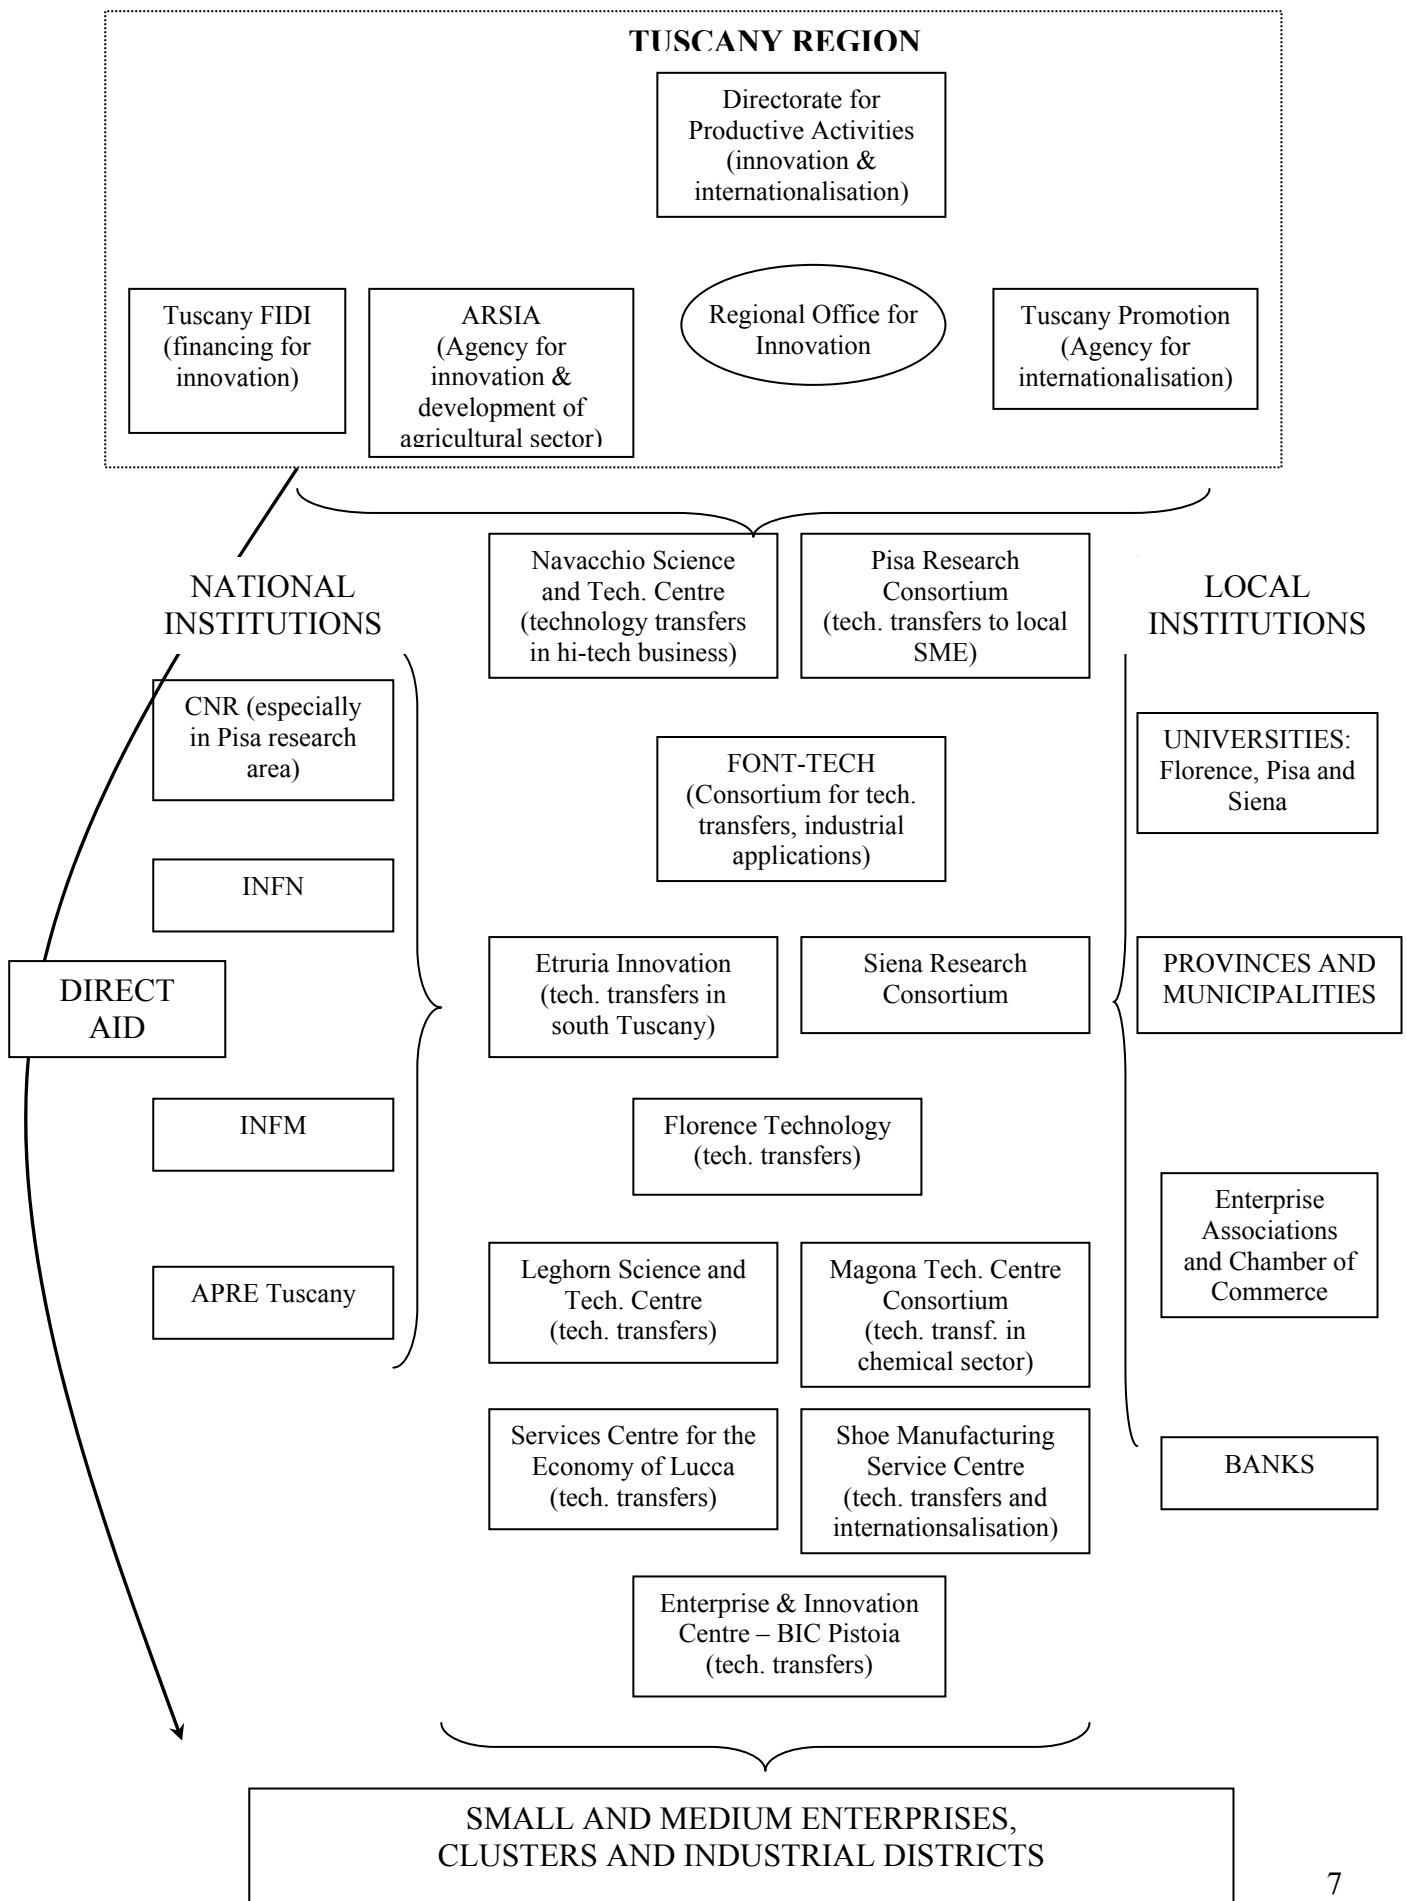 TUSCANY REGION
Directorate for
Productive Activities
(innovation &
internationalisation)
Tuscany FIDI
(financing for
innovation)
ARSIA
(Agency for
innovation &
development of
agricultural sector)
Regional Office for
Innovation
Tuscany Promotion
(Agency for
internationalisation)
NATIONAL
INSTITUTIONS
Navacchio Science
and Tech. Centre
(technology transfers
in hi-tech business)
Pisa Research
Consortium
(tech. transfers to local
SME)
LOCAL
INSTITUTIONS
CNR (especially
in Pisa research
area)
FONT-TECH
(Consortium for tech.
transfers, industrial
applications)
UNIVERSITIES:
Florence, Pisa and
Siena
INFN
DIRECT
AID
Etruria Innovation
(tech. transfers in
south Tuscany)
Siena Research
Consortium
PROVINCES AND
MUNICIPALITIES
INFM
Florence Technology
(tech. transfers)
Enterprise
Associations
and Chamber of
Commerce
APRE Tuscany
Leghorn Science and
Tech. Centre
(tech. transfers)
Magona Tech. Centre
Consortium
(tech. transf. in
chemical sector)
Services Centre for the
Economy of Lucca
(tech. transfers)
Shoe Manufacturing
Service Centre
(tech. transfers and
internationsalisation)
BANKS
Enterprise & Innovation
Centre – BIC Pistoia
(tech. transfers)
SMALL AND MEDIUM ENTERPRISES,
CLUSTERS AND INDUSTRIAL DISTRICTS
7